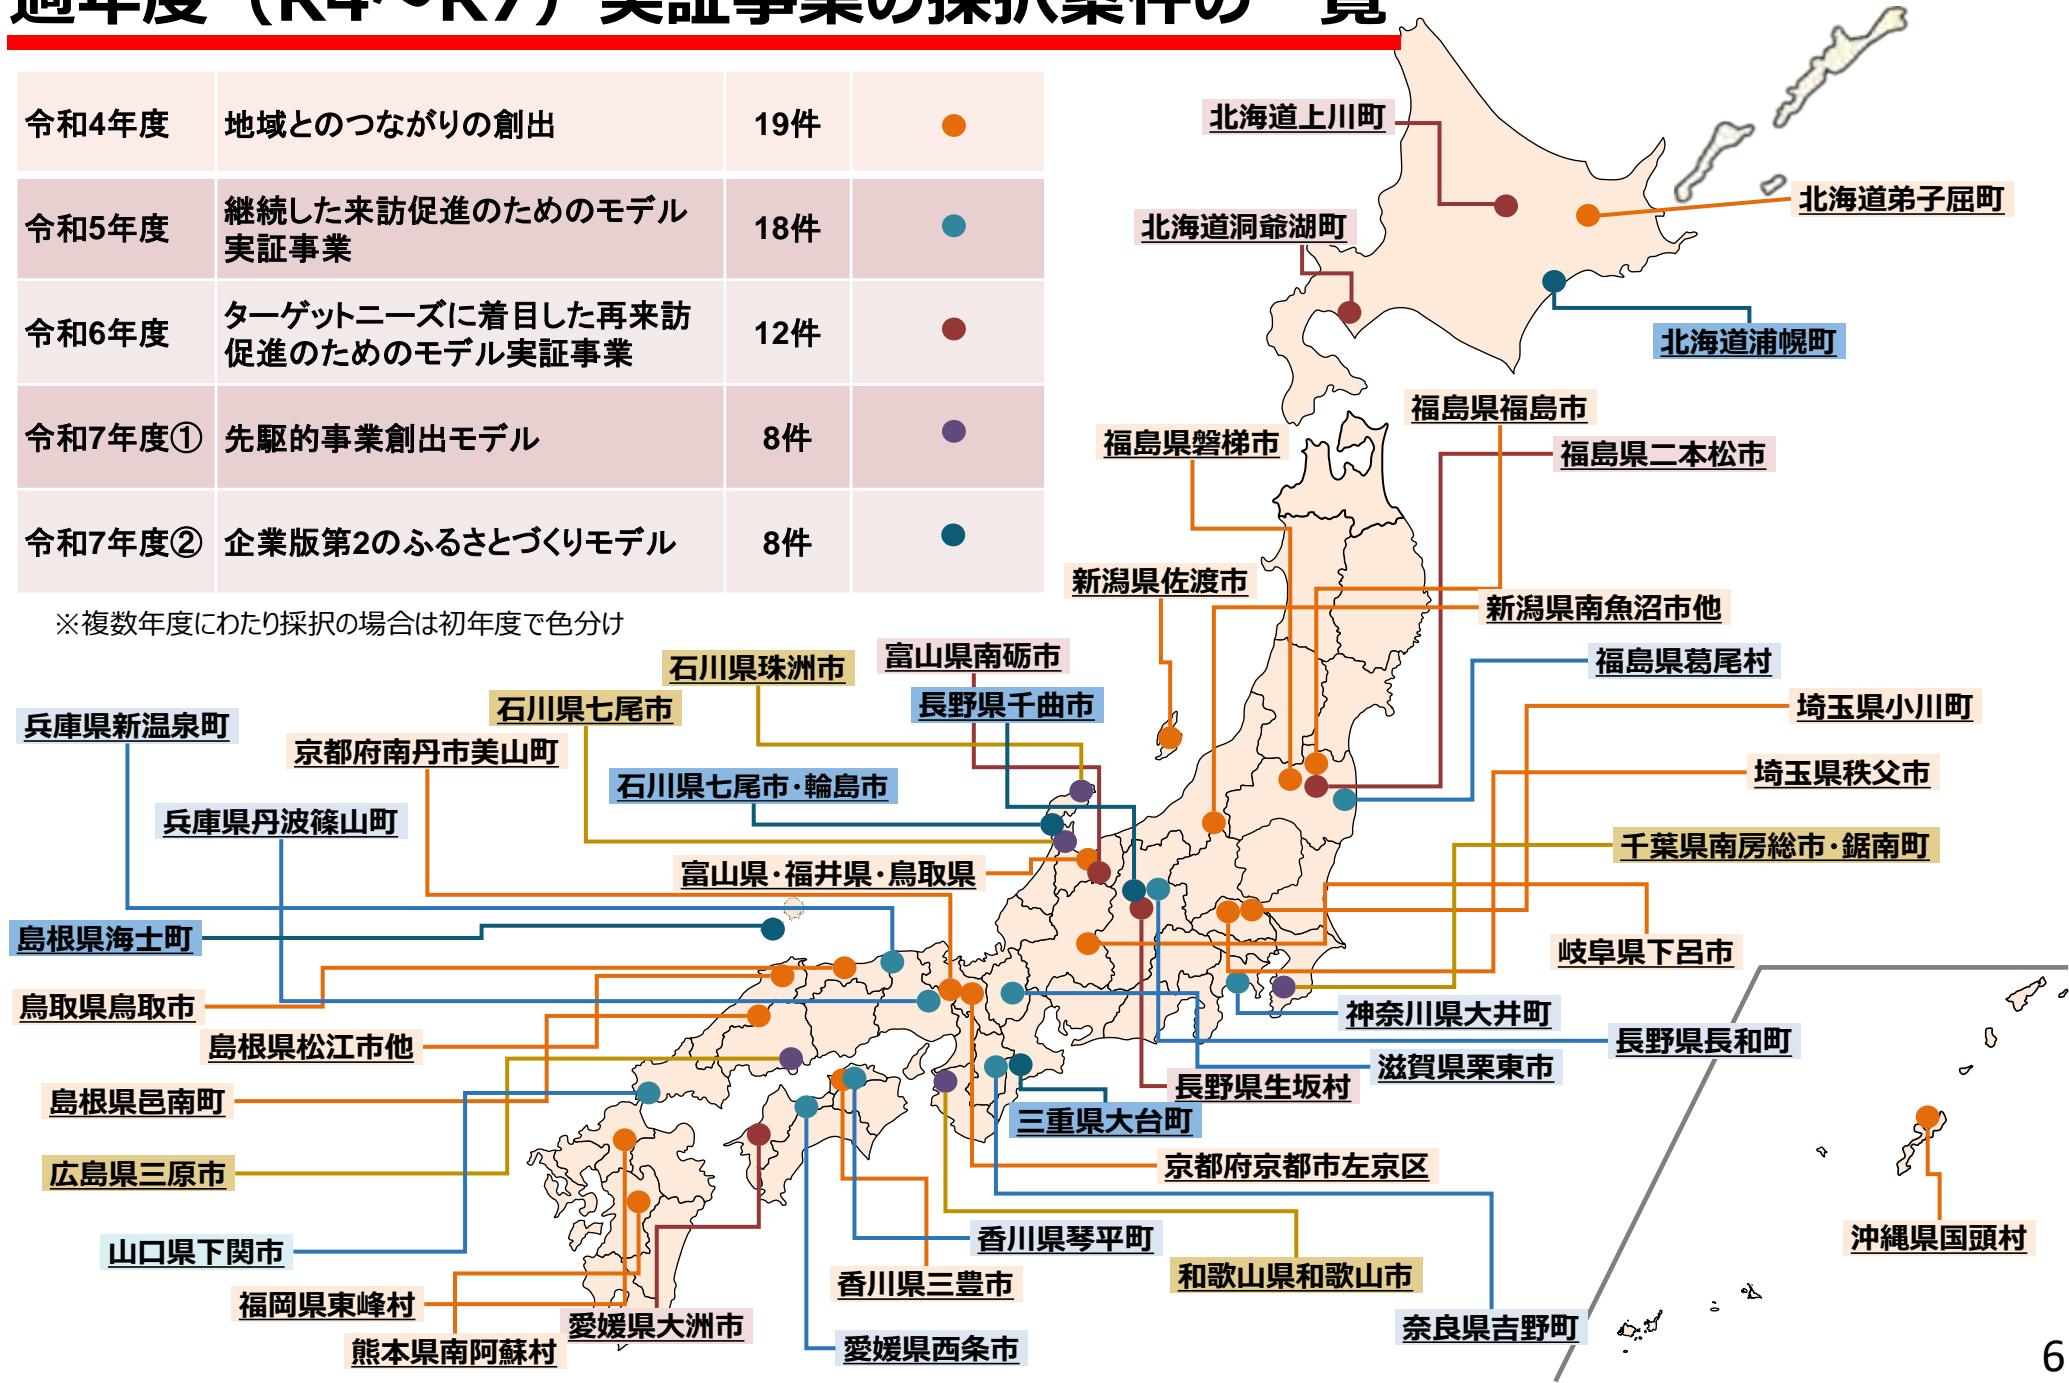 過年度（R4～R7）実証事業の採択案件の一覧
令和4年度 地域とのつながりの創出 19件
令和5年度 継続した来訪促進のためのモデル
実証事業 18件
令和6年度 ターゲットニーズに着目した再来訪
促進のためのモデル実証事業 12件
令和7年度① 先駆的事業創出モデル 8件
令和7年度② 企業版第2のふるさとづくりモデル 8件
※複数年度にわたり採択の場合は初年度で色分け
北海道上川町
北海道弟子屈町
北海道洞爺湖町
北海道浦幌町
福島県福島市
福島県磐梯市
福島県二本松市
新潟県佐渡市
新潟県南魚沼市他
石川県珠洲市
富山県南砺市
福島県葛尾村
石川県七尾市
長野県千曲市
埼玉県小川町
兵庫県新温泉町
京都府南丹市美山町
石川県七尾市･輪島市
埼玉県秩父市
兵庫県丹波篠山町
千葉県南房総市･鋸南町
富山県･福井県･鳥取県
島根県海士町
岐阜県下呂市
鳥取県鳥取市
神奈川県大井町
島根県松江市他
長野県長和町
滋賀県栗東市
島根県邑南町
長野県生坂村
三重県大台町
広島県三原市
京都府京都市左京区
山口県下関市
香川県琴平町
沖縄県国頭村
和歌山県和歌山市
香川県三豊市
福岡県東峰村
愛媛県大洲市
奈良県吉野町
熊本県南阿蘇村
愛媛県西条市
6